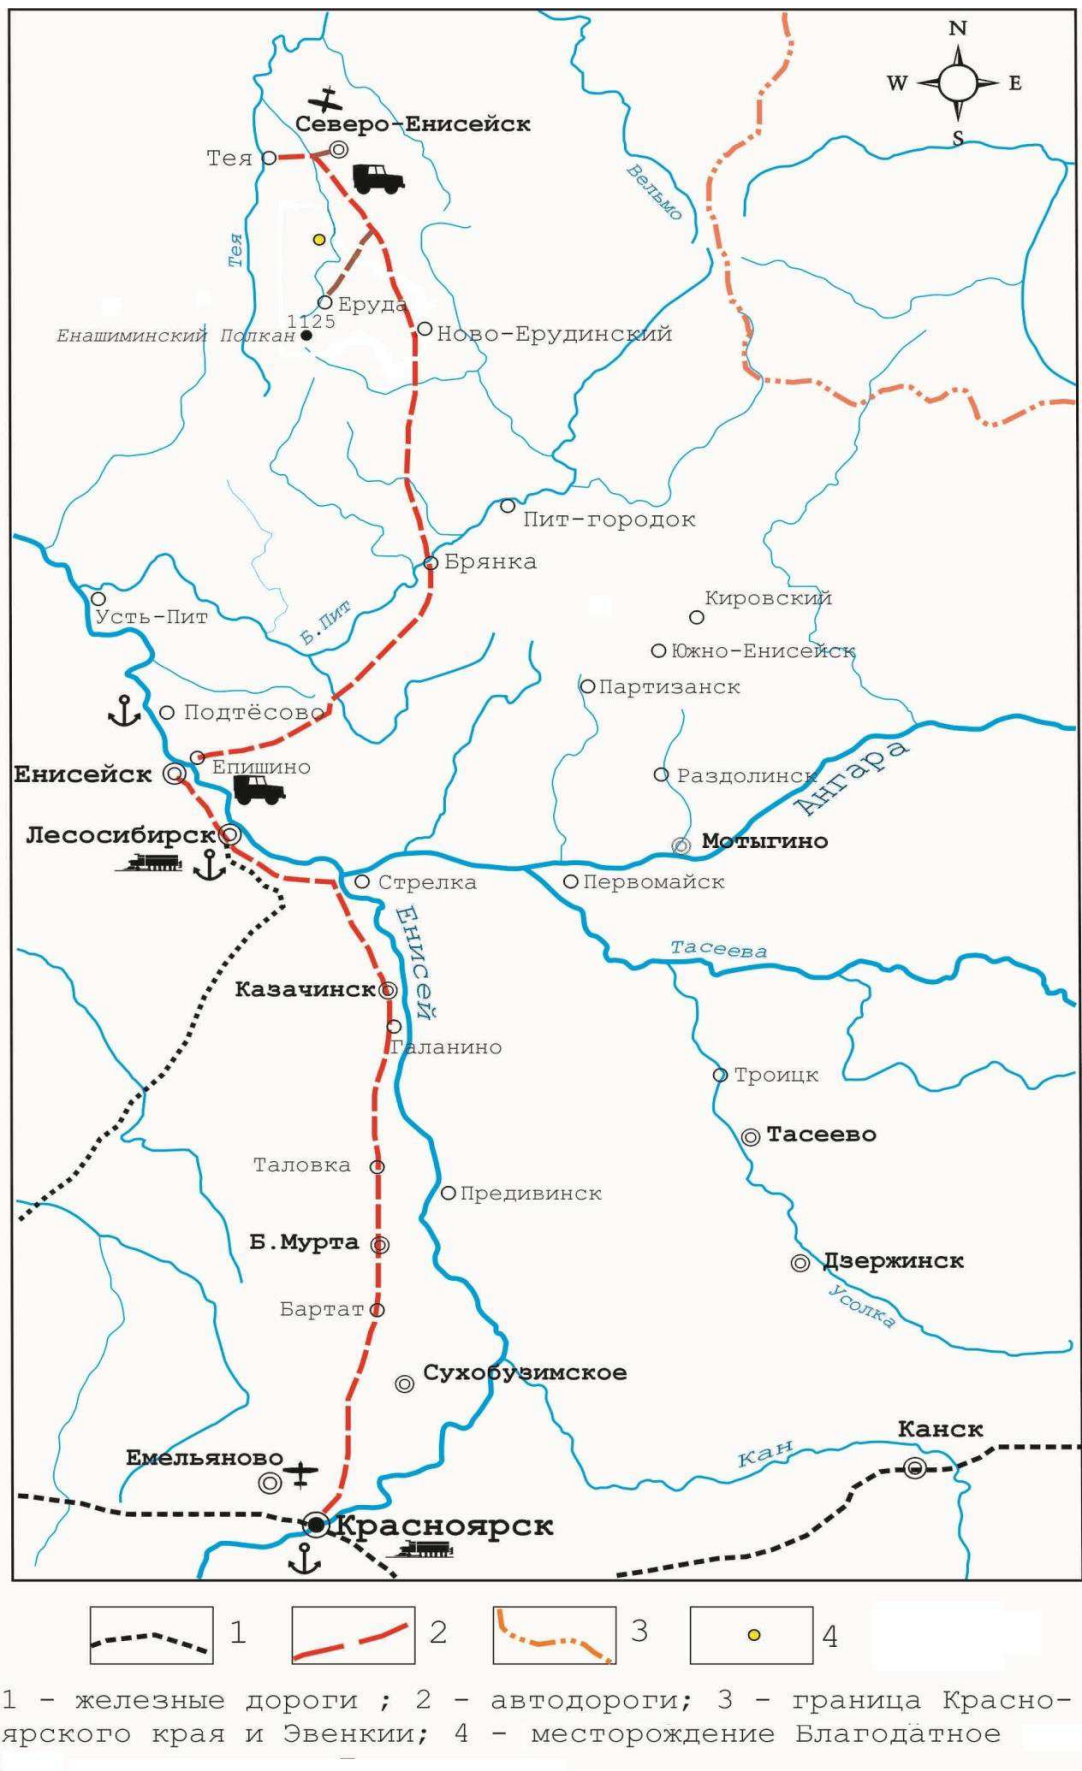 N
W
E
S
Северо-Енисейск
Тея
Вельмо
Тея
Еруда
1125
Енашиминский Полкан
Ново-Ерудинский
Пит-городок
Брянка
Кировский
Усть-Пит
Б.Пит
Южно-Енисейск
Партизанск
Подтёсово
Епишино
Енисейск
Раздолинск
Ангара
Лесосибирск
Мотыгино
Стрелка
Первомайск
Енисей
Тасеева
Казачинск
Галанино
Троицк
Тасеево
Таловка
Предивинск
Б.Мурта
Дзержинск
Усолка
Бартат
Сухобузимское
Канск
Емельяново
Кан
Красноярск
1
2
3
4
1 - железные дороги ; 2 - автодороги; 3 - граница Красно-
ярского края и Эвенкии; 4 - месторождение Благодатное